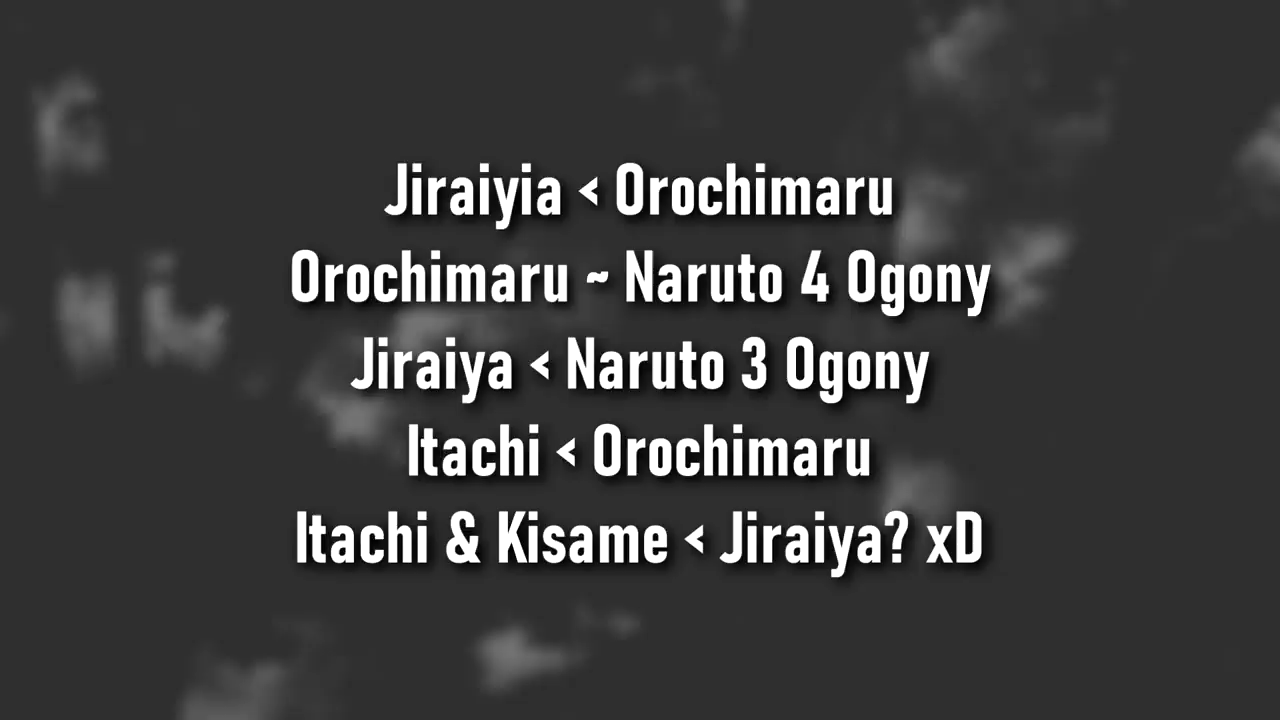 Jiraiyia < Orochimaru
Orochimaru ~ Naruto 4 Ogony
Jiraiya < Naruto 3 Ogony
Itachi < Orochimaru
Itachi & Kisame < Jiraiya? xD